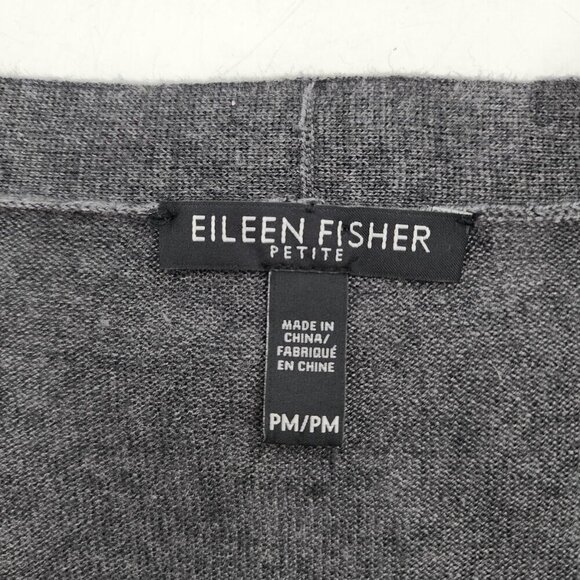 EILEEN FISHER
PETITE
MADE IN
CHINA/
FABRIQUÉ
EN CHINE
PM/PM